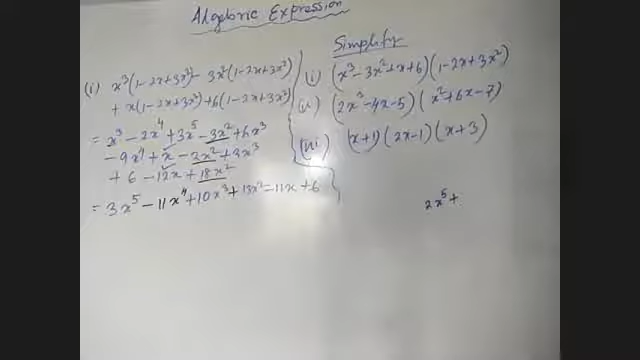 Algebric Expression
(i) x³(1-2x+3x²) - 3x²(1-2x+3x²)
+ x(1-2x+3x²) + 6(1-2x+3x²)
= x³ - 2x⁴ + 3x⁵ - 3x² + 6x³
- 9x⁴ + x - 2x² + 3x³
+ 6 - 12x + 18x²
= 3x⁵ - 11x⁴ + 10x³ + 13x² - 11x + 6
Simplify
(i) (x³ - 3x² + x + 6) (1 - 2x + 3x²)
(ii) (2x³ - 4x - 5) (x² + 6x - 7)
(iii) (x+1) (2x-1) (x+3)
2x⁵ +